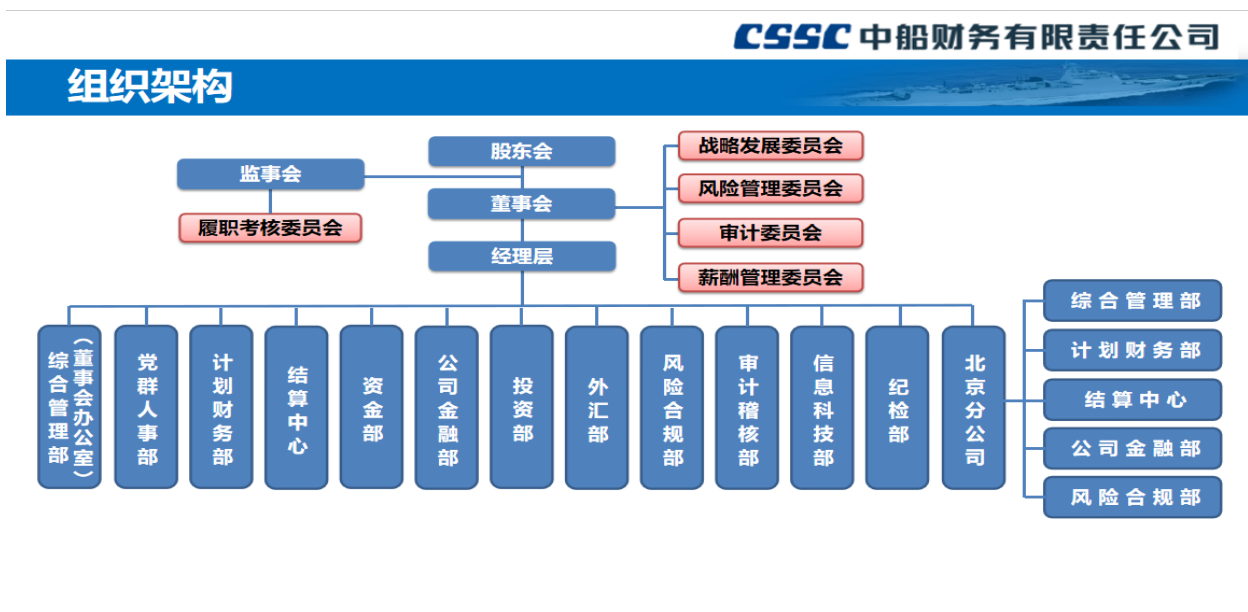 CSSC 中船财务有限责任公司
组织架构
股东会
监事会
董事会
履职考核委员会
经理层
战略发展委员会
风险管理委员会
审计委员会
薪酬管理委员会
综合管理部
（董事会办公室）
党群人事部
计划财务部
结算中心
资金部
公司金融部
投资部
外汇部
风险合规部
审计稽核部
信息科技部
纪检部
北京分公司
综合管理部
计划财务部
结算中心
公司金融部
风险合规部